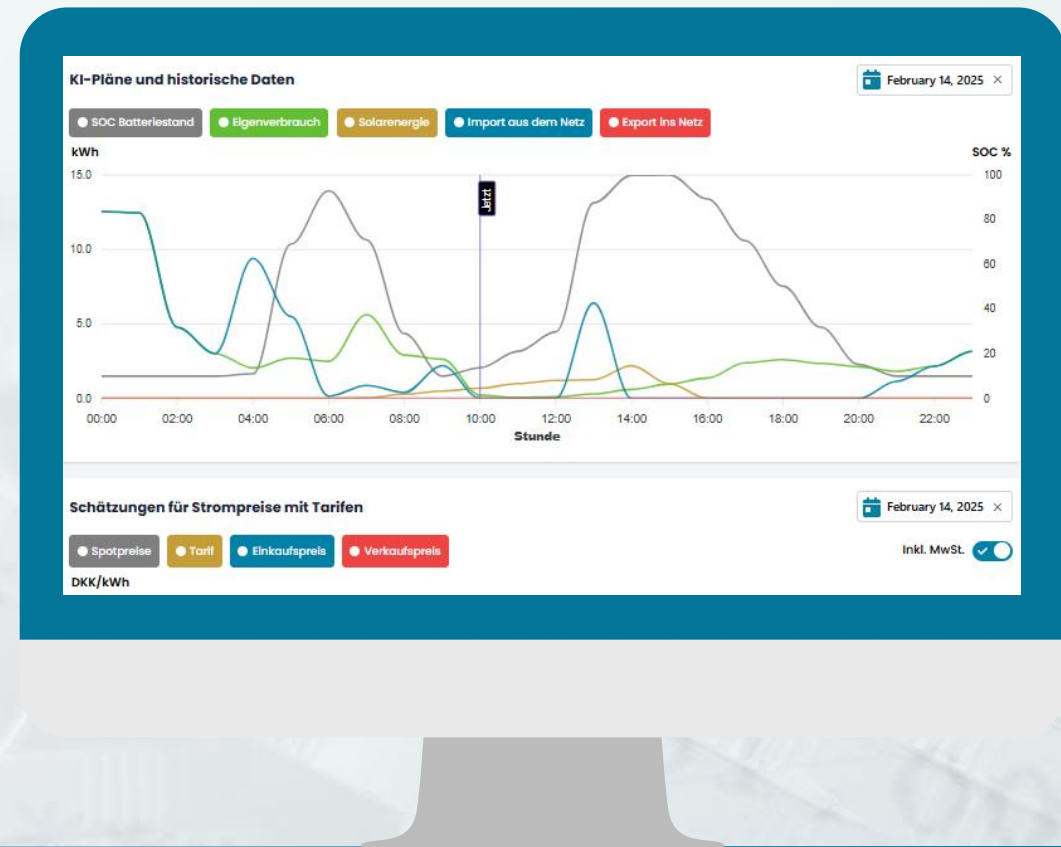 KI-Pläne und historische Daten
February 14, 2025 ×
SOC Batteriestand Eigenverbrauch Solarenergie Import aus dem Netz Export ins Netz
kWh SOC %
15.0 100
80
10.0
60
5.0 40
20
0.0 0
Jetzt
00:00 02:00 04:00 06:00 08:00 10:00 12:00 14:00 16:00 18:00 20:00 22:00
Stunde
Schätzungen für Strompreise mit Tarifen
February 14, 2025 ×
Spotpreise Tarif Einkaufspreis Verkaufspreis
Inkl. MwSt.
DKK/kWh